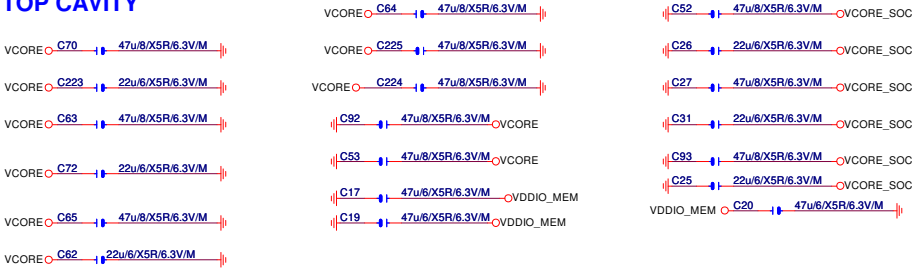 TOP CAVITY
VCORE C70 47u/8/X5R/6.3V/M
VCORE C223 22u/6/X5R/6.3V/M
VCORE C63 47u/8/X5R/6.3V/M
VCORE C72 22u/6/X5R/6.3V/M
VCORE C65 47u/8/X5R/6.3V/M
VCORE C62 22u/6/X5R/6.3V/M
VCORE C64 47u/8/X5R/6.3V/M
VCORE C225 47u/8/X5R/6.3V/M
VCORE C224 47u/8/X5R/6.3V/M
C92 47u/8/X5R/6.3V/M VCORE
C53 47u/8/X5R/6.3V/M VCORE
C17 47u/6/X5R/6.3V/M VDDIO_MEM
C19 47u/6/X5R/6.3V/M VDDIO_MEM
C52 47u/8/X5R/6.3V/M VCORE_SOC
C26 22u/6/X5R/6.3V/M VCORE_SOC
C27 47u/8/X5R/6.3V/M VCORE_SOC
C31 22u/6/X5R/6.3V/M VCORE_SOC
C93 47u/8/X5R/6.3V/M VCORE_SOC
C25 22u/6/X5R/6.3V/M VCORE_SOC
VDDIO_MEM C20 47u/6/X5R/6.3V/M